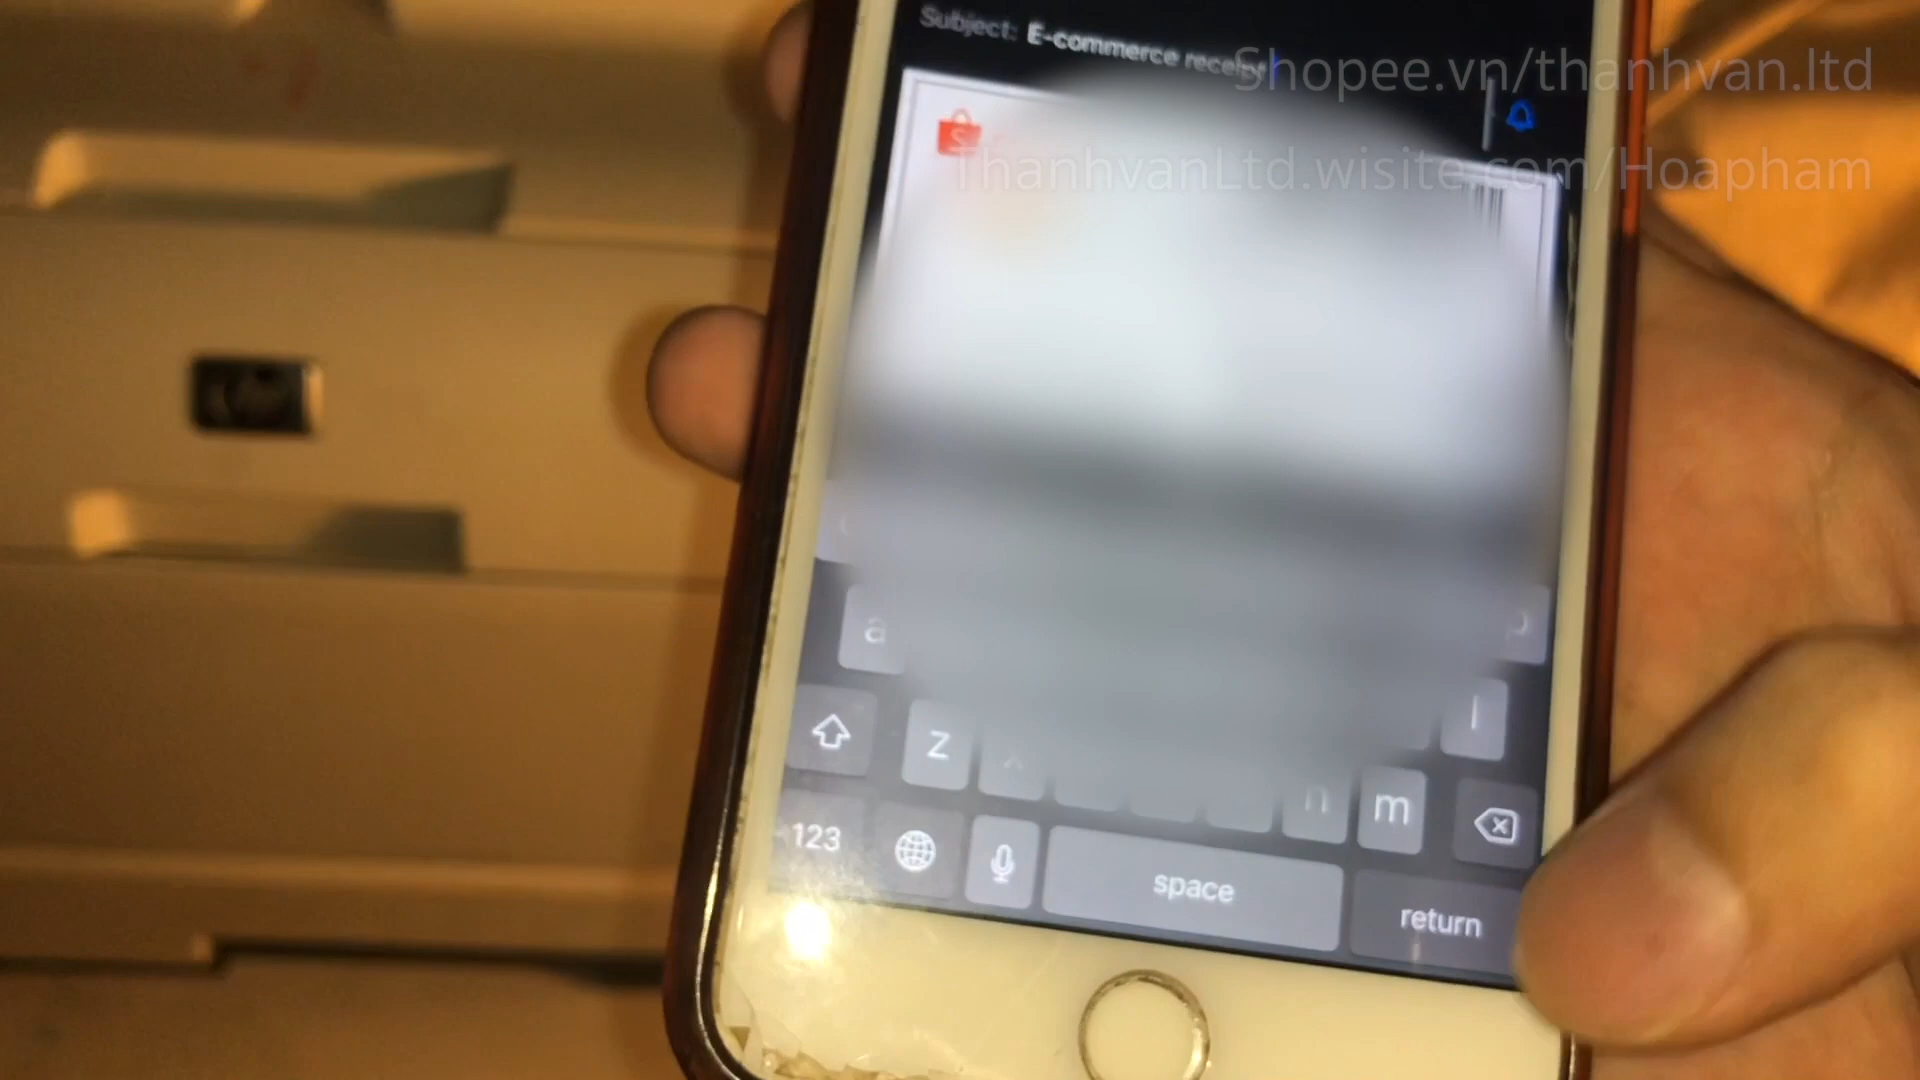 Subject: E-commerce receipt
Shopee.vn/thanhvan.ltd
S
ThanhvanLtd.wisite.com/Hoapham
a
l
z
n
m
123
space
return